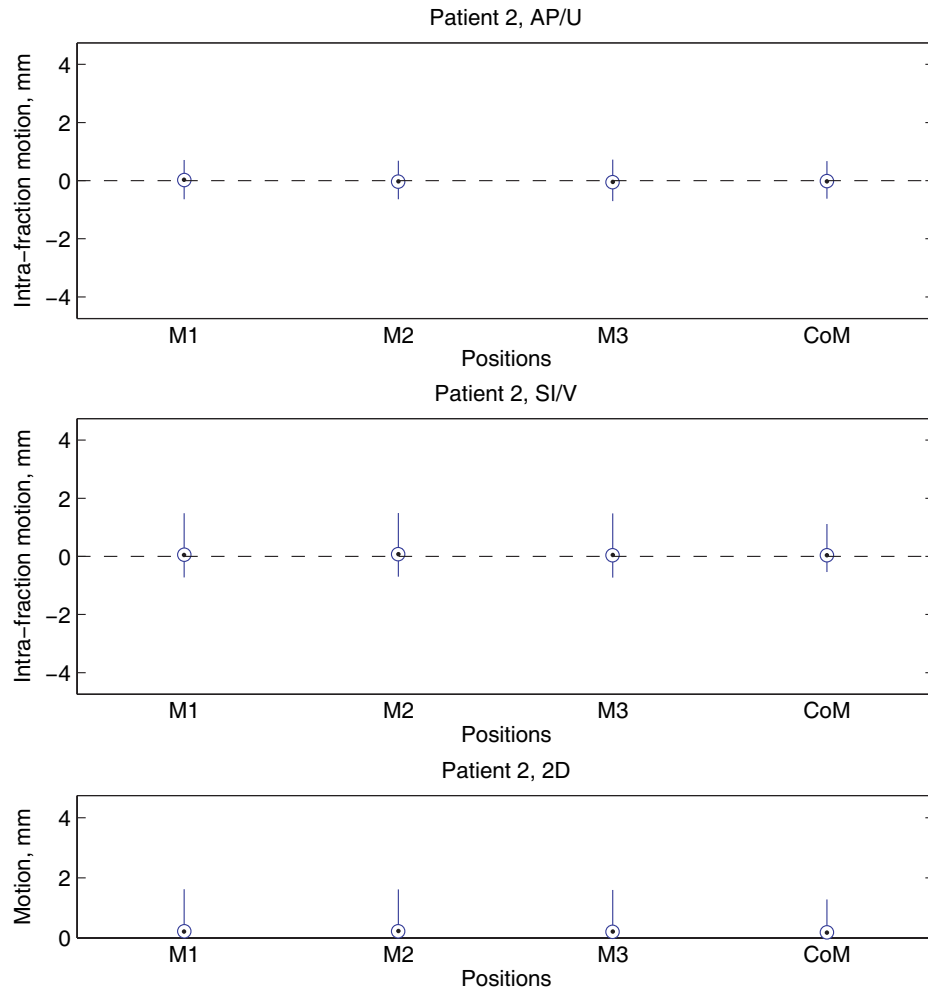 Patient 2, AP/U
Intra−fraction motion, mm
4
2
0
−2
−4
M1 M2 M3 CoM
Positions
Patient 2, SI/V
Intra−fraction motion, mm
4
2
0
−2
−4
M1 M2 M3 CoM
Positions
Patient 2, 2D
Motion, mm
4
2
0
M1 M2 M3 CoM
Positions